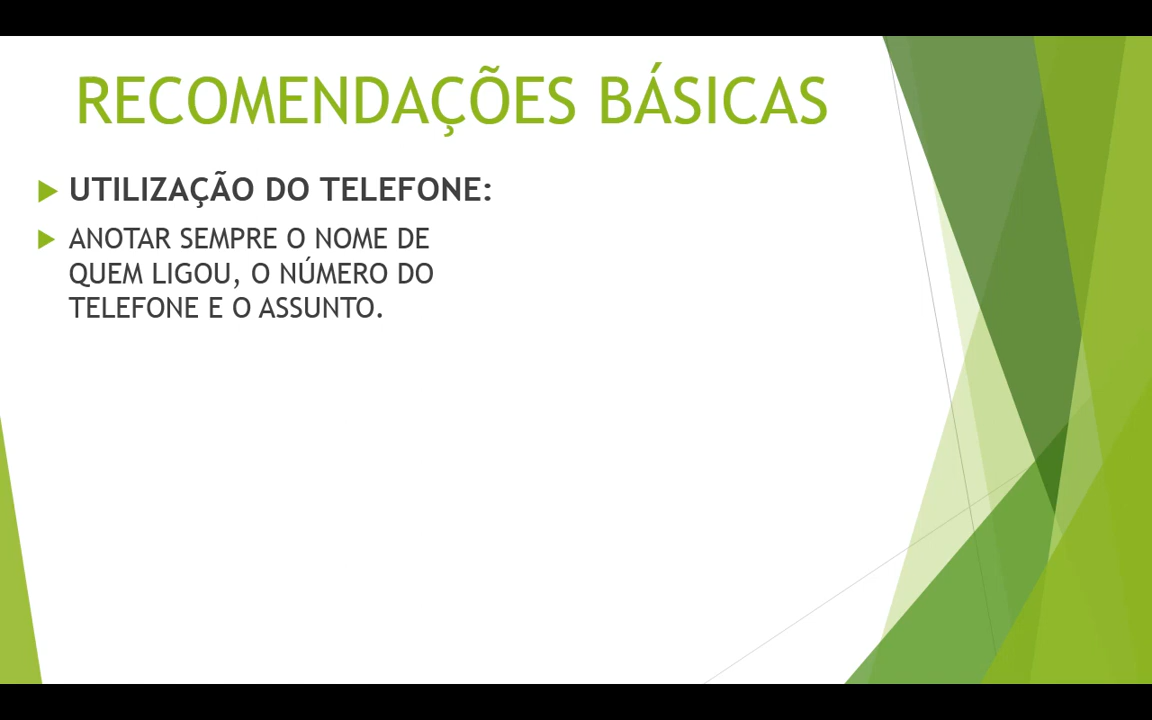 RECOMENDAÇÕES BÁSICAS
UTILIZAÇÃO DO TELEFONE:
ANOTAR SEMPRE O NOME DE
QUEM LIGOU, O NÚMERO DO
TELEFONE E O ASSUNTO.